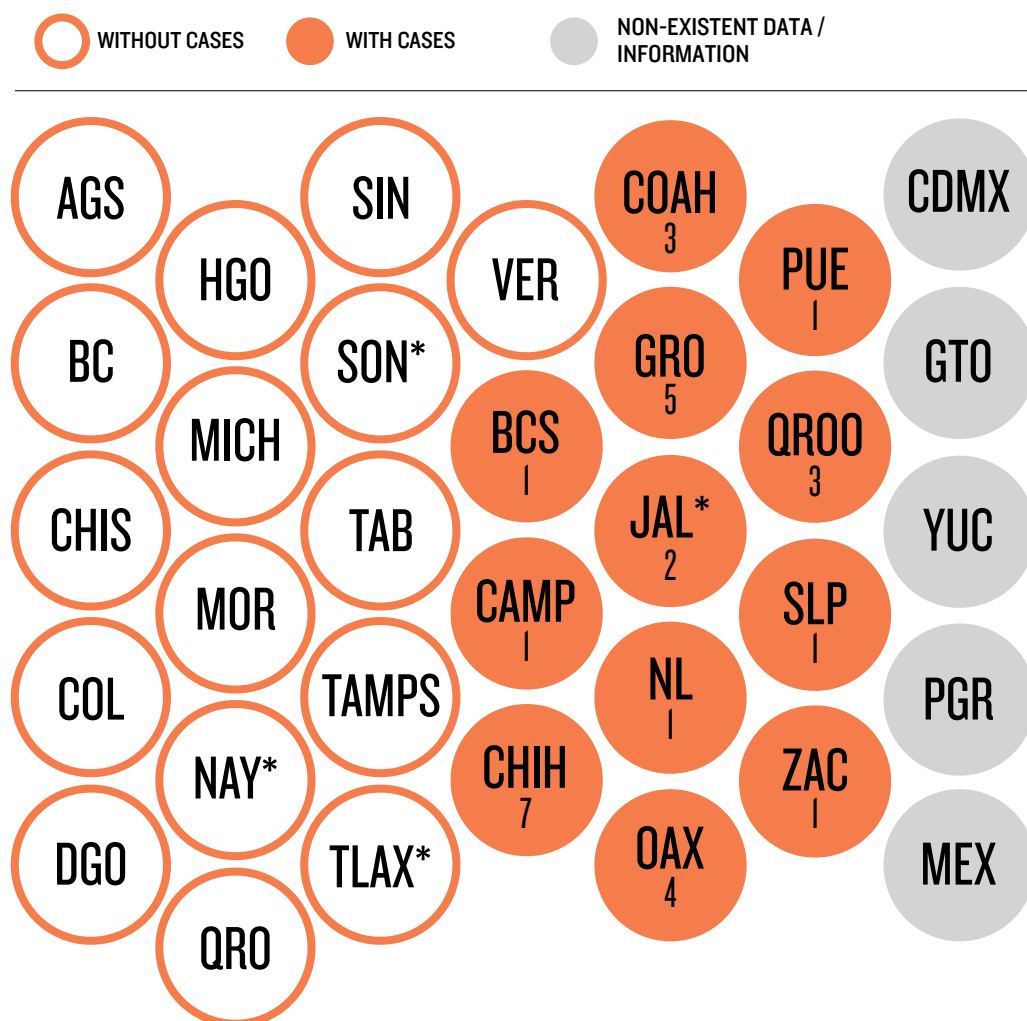 WITHOUT CASES
WITH CASES
NON-EXISTENT DATA /
INFORMATION
AGS
BC
CHIS
COL
DGO
HGO
MICH
MOR
NAY*
QRO
SIN
SON*
TAB
TAMPS
TLAX*
VER
BCS
1
CAMP
1
CHIH
7
COAH
3
GRO
5
JAL*
2
NL
1
OAX
4
PUE
1
QROO
3
SLP
1
ZAC
1
CDMX
GTO
YUC
PGR
MEX